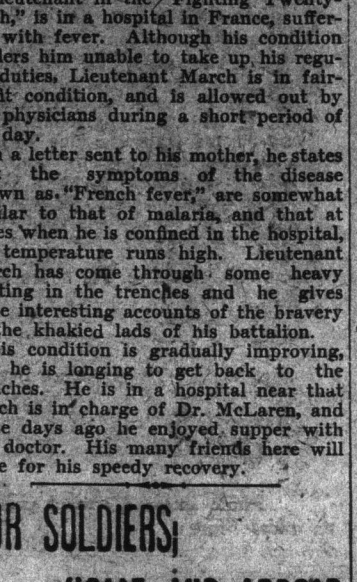 in the "Fighting Twenty-
h," is in a hospital in France, suffer-
with fever. Although his condition
ders him unable to take up his regu-
duties, Lieutenant March is in fair-
condition, and is allowed out by
physicians during a short period of
day.
a letter sent to his mother, he states
the symptoms of the disease
wn as "French fever," are somewhat
ilar to that of malaria, and that at
es when he is confined in the hospital,
temperature runs high. Lieutenant
rch has come through some heavy
ting in the trenches and he gives
e interesting accounts of the bravery
the khakied lads of his battalion.
is condition is gradually improving,
he is longing to get back to the
ches. He is in a hospital near that
ch is in charge of Dr. McLaren, and
e days ago he enjoyed supper with
doctor. His many friends here will
e for his speedy recovery.
R SOLDIERS;